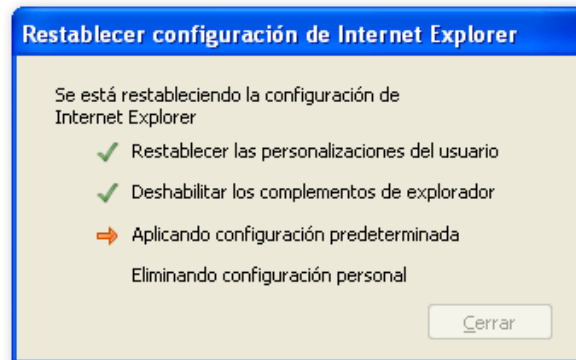 Restablecer configuración de Internet Explorer
Se está restableciendo la configuración de
Internet Explorer
Restablecer las personalizaciones del usuario
Deshabilitar los complementos de explorador
Aplicando configuración predeterminada
Eliminando configuración personal
Cerrar